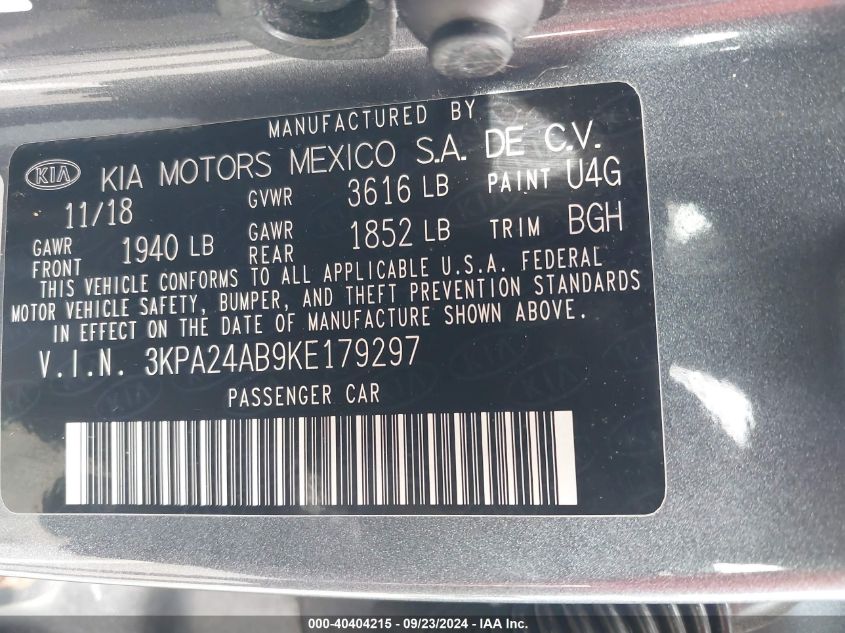 MANUFACTURED BY
KIA KIA MOTORS MEXICO S.A. DE C.V.
11/18 GVWR 3616 LB PAINT U4G
GAWR FRONT 1940 LB GAWR REAR 1852 LB TRIM BGH
THIS VEHICLE CONFORMS TO ALL APPLICABLE U.S.A. FEDERAL
MOTOR VEHICLE SAFETY, BUMPER, AND THEFT PREVENTION STANDARDS
IN EFFECT ON THE DATE OF MANUFACTURE SHOWN ABOVE.
V.I.N. 3KPA24AB9KE179297
PASSENGER CAR
000-40404215 - 09/23/2024 - IAA Inc.